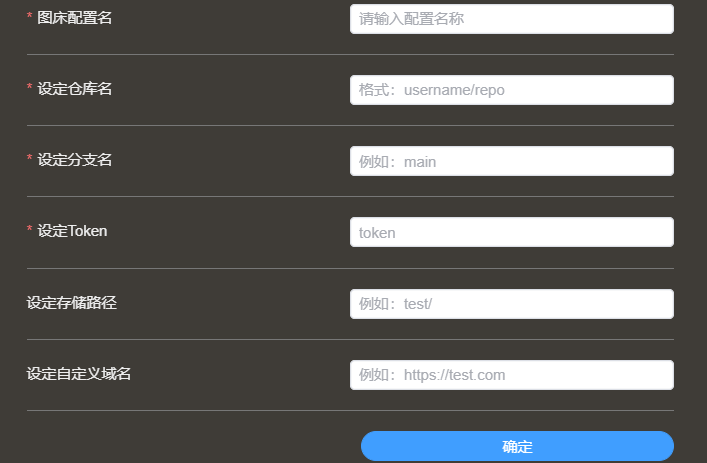 * 图床配置名
请输入配置名称
* 设定仓库名
格式：username/repo
* 设定分支名
例如：main
* 设定Token
token
设定存储路径
例如：test/
设定自定义域名
例如：https://test.com
确定